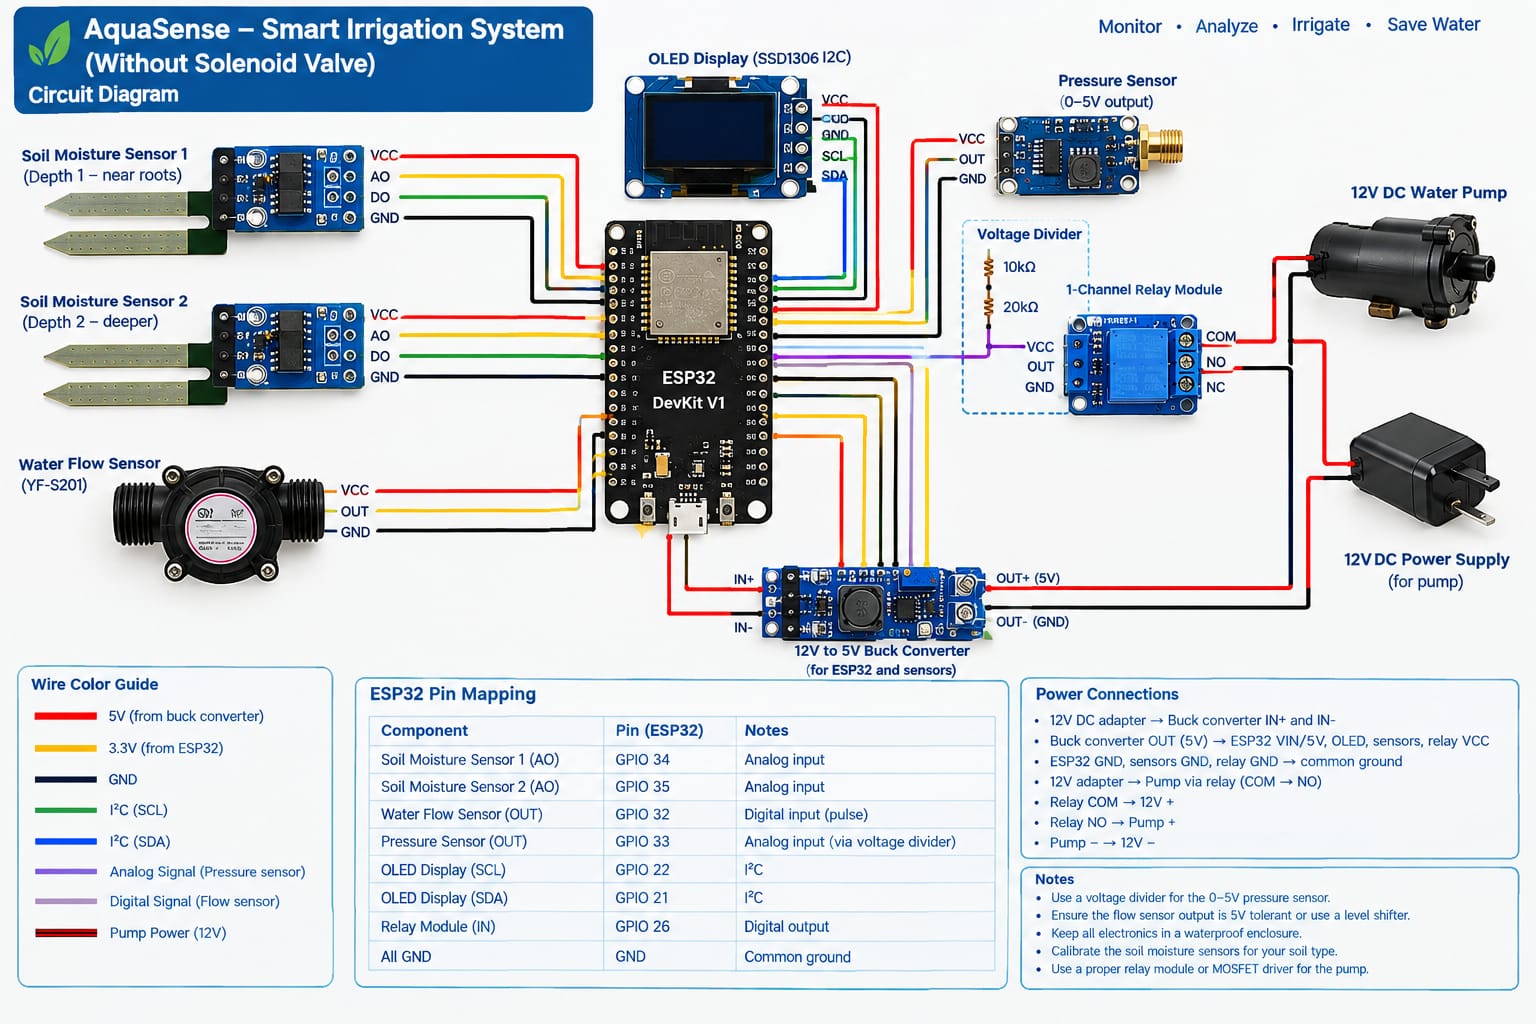 AquaSense – Smart Irrigation System
(Without Solenoid Valve)
Circuit Diagram
Monitor • Analyze • Irrigate • Save Water
OLED Display (SSD1306 I2C)
VCC
GND
SCL
SDA
Pressure Sensor
(0–5V output)
VCC
OUT
GND
Soil Moisture Sensor 1
(Depth 1 – near roots)
VCC
AO
DO
GND
12V DC Water Pump
Voltage Divider
10kΩ
20kΩ
1-Channel Relay Module
VCC
OUT
GND
COM
NO
NC
Soil Moisture Sensor 2
(Depth 2 – deeper)
VCC
AO
DO
GND
ESP32
DevKit V1
Water Flow Sensor
(YF-S201)
VCC
OUT
GND
12V DC Power Supply
(for pump)
IN+
IN-
OUT+ (5V)
OUT- (GND)
12V to 5V Buck Converter
(for ESP32 and sensors)
Wire Color Guide
5V (from buck converter)
3.3V (from ESP32)
GND
I²C (SCL)
I²C (SDA)
Analog Signal (Pressure sensor)
Digital Signal (Flow sensor)
Pump Power (12V)
ESP32 Pin Mapping
Component Pin (ESP32) Notes
Soil Moisture Sensor 1 (AO) GPIO 34 Analog input
Soil Moisture Sensor 2 (AO) GPIO 35 Analog input
Water Flow Sensor (OUT) GPIO 32 Digital input (pulse)
Pressure Sensor (OUT) GPIO 33 Analog input (via voltage divider)
OLED Display (SCL) GPIO 22 I²C
OLED Display (SDA) GPIO 21 I²C
Relay Module (IN) GPIO 26 Digital output
All GND GND Common ground
Power Connections
• 12V DC adapter → Buck converter IN+ and IN-
• Buck converter OUT (5V) → ESP32 VIN/5V, OLED, sensors, relay VCC
• ESP32 GND, sensors GND, relay GND → common ground
• 12V adapter → Pump via relay (COM → NO)
• Relay COM → 12V +
• Relay NO → Pump +
• Pump – → 12V –
Notes
• Use a voltage divider for the 0–5V pressure sensor.
• Ensure the flow sensor output is 5V tolerant or use a level shifter.
• Keep all electronics in a waterproof enclosure.
• Calibrate the soil moisture sensors for your soil type.
• Use a proper relay module or MOSFET driver for the pump.